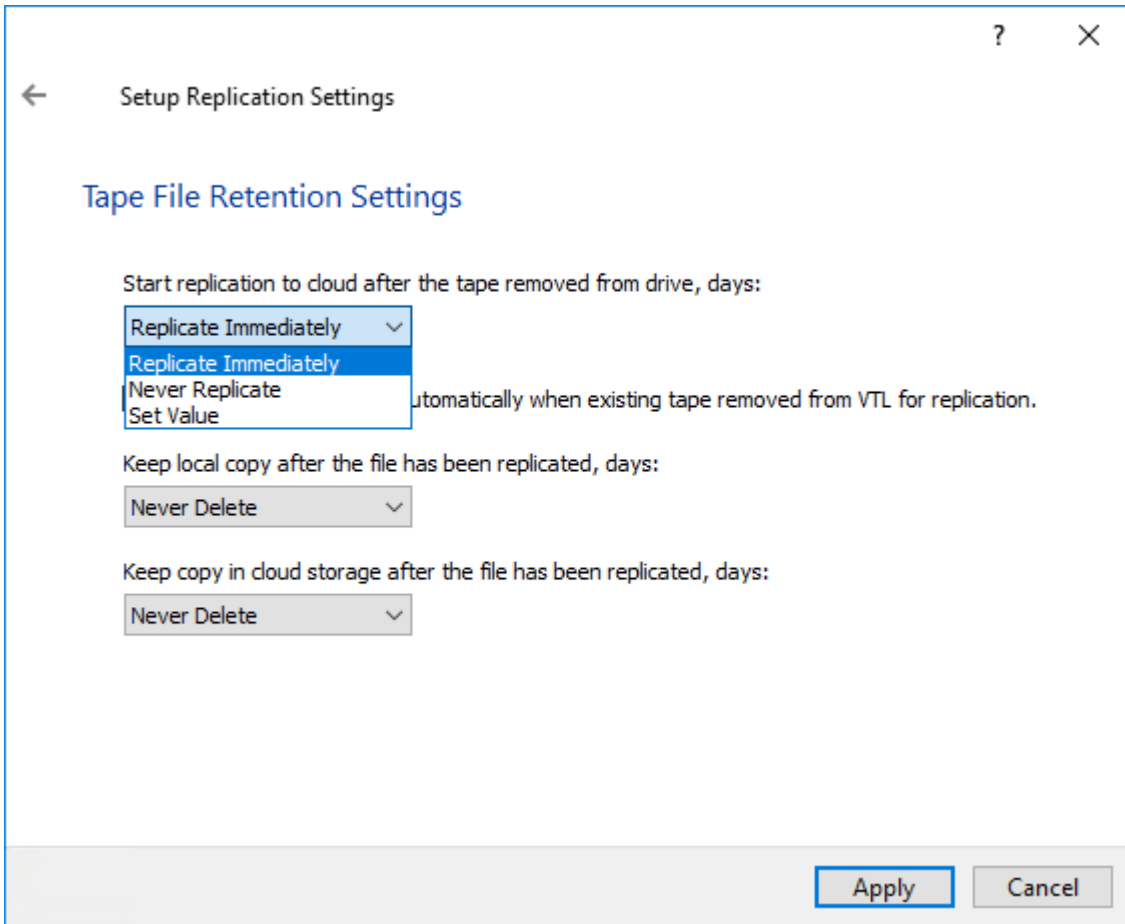 ?
Setup Replication Settings
Tape File Retention Settings
Start replication to cloud after the tape removed from drive, days:
Replicate Immediately
Replicate Immediately
Never Replicate
automatically when existing tape removed from VTL for replication.
Set Value
Keep local copy after the file has been replicated, days:
Never Delete
Keep copy in cloud storage after the file has been replicated, days:
Never Delete
Apply Cancel